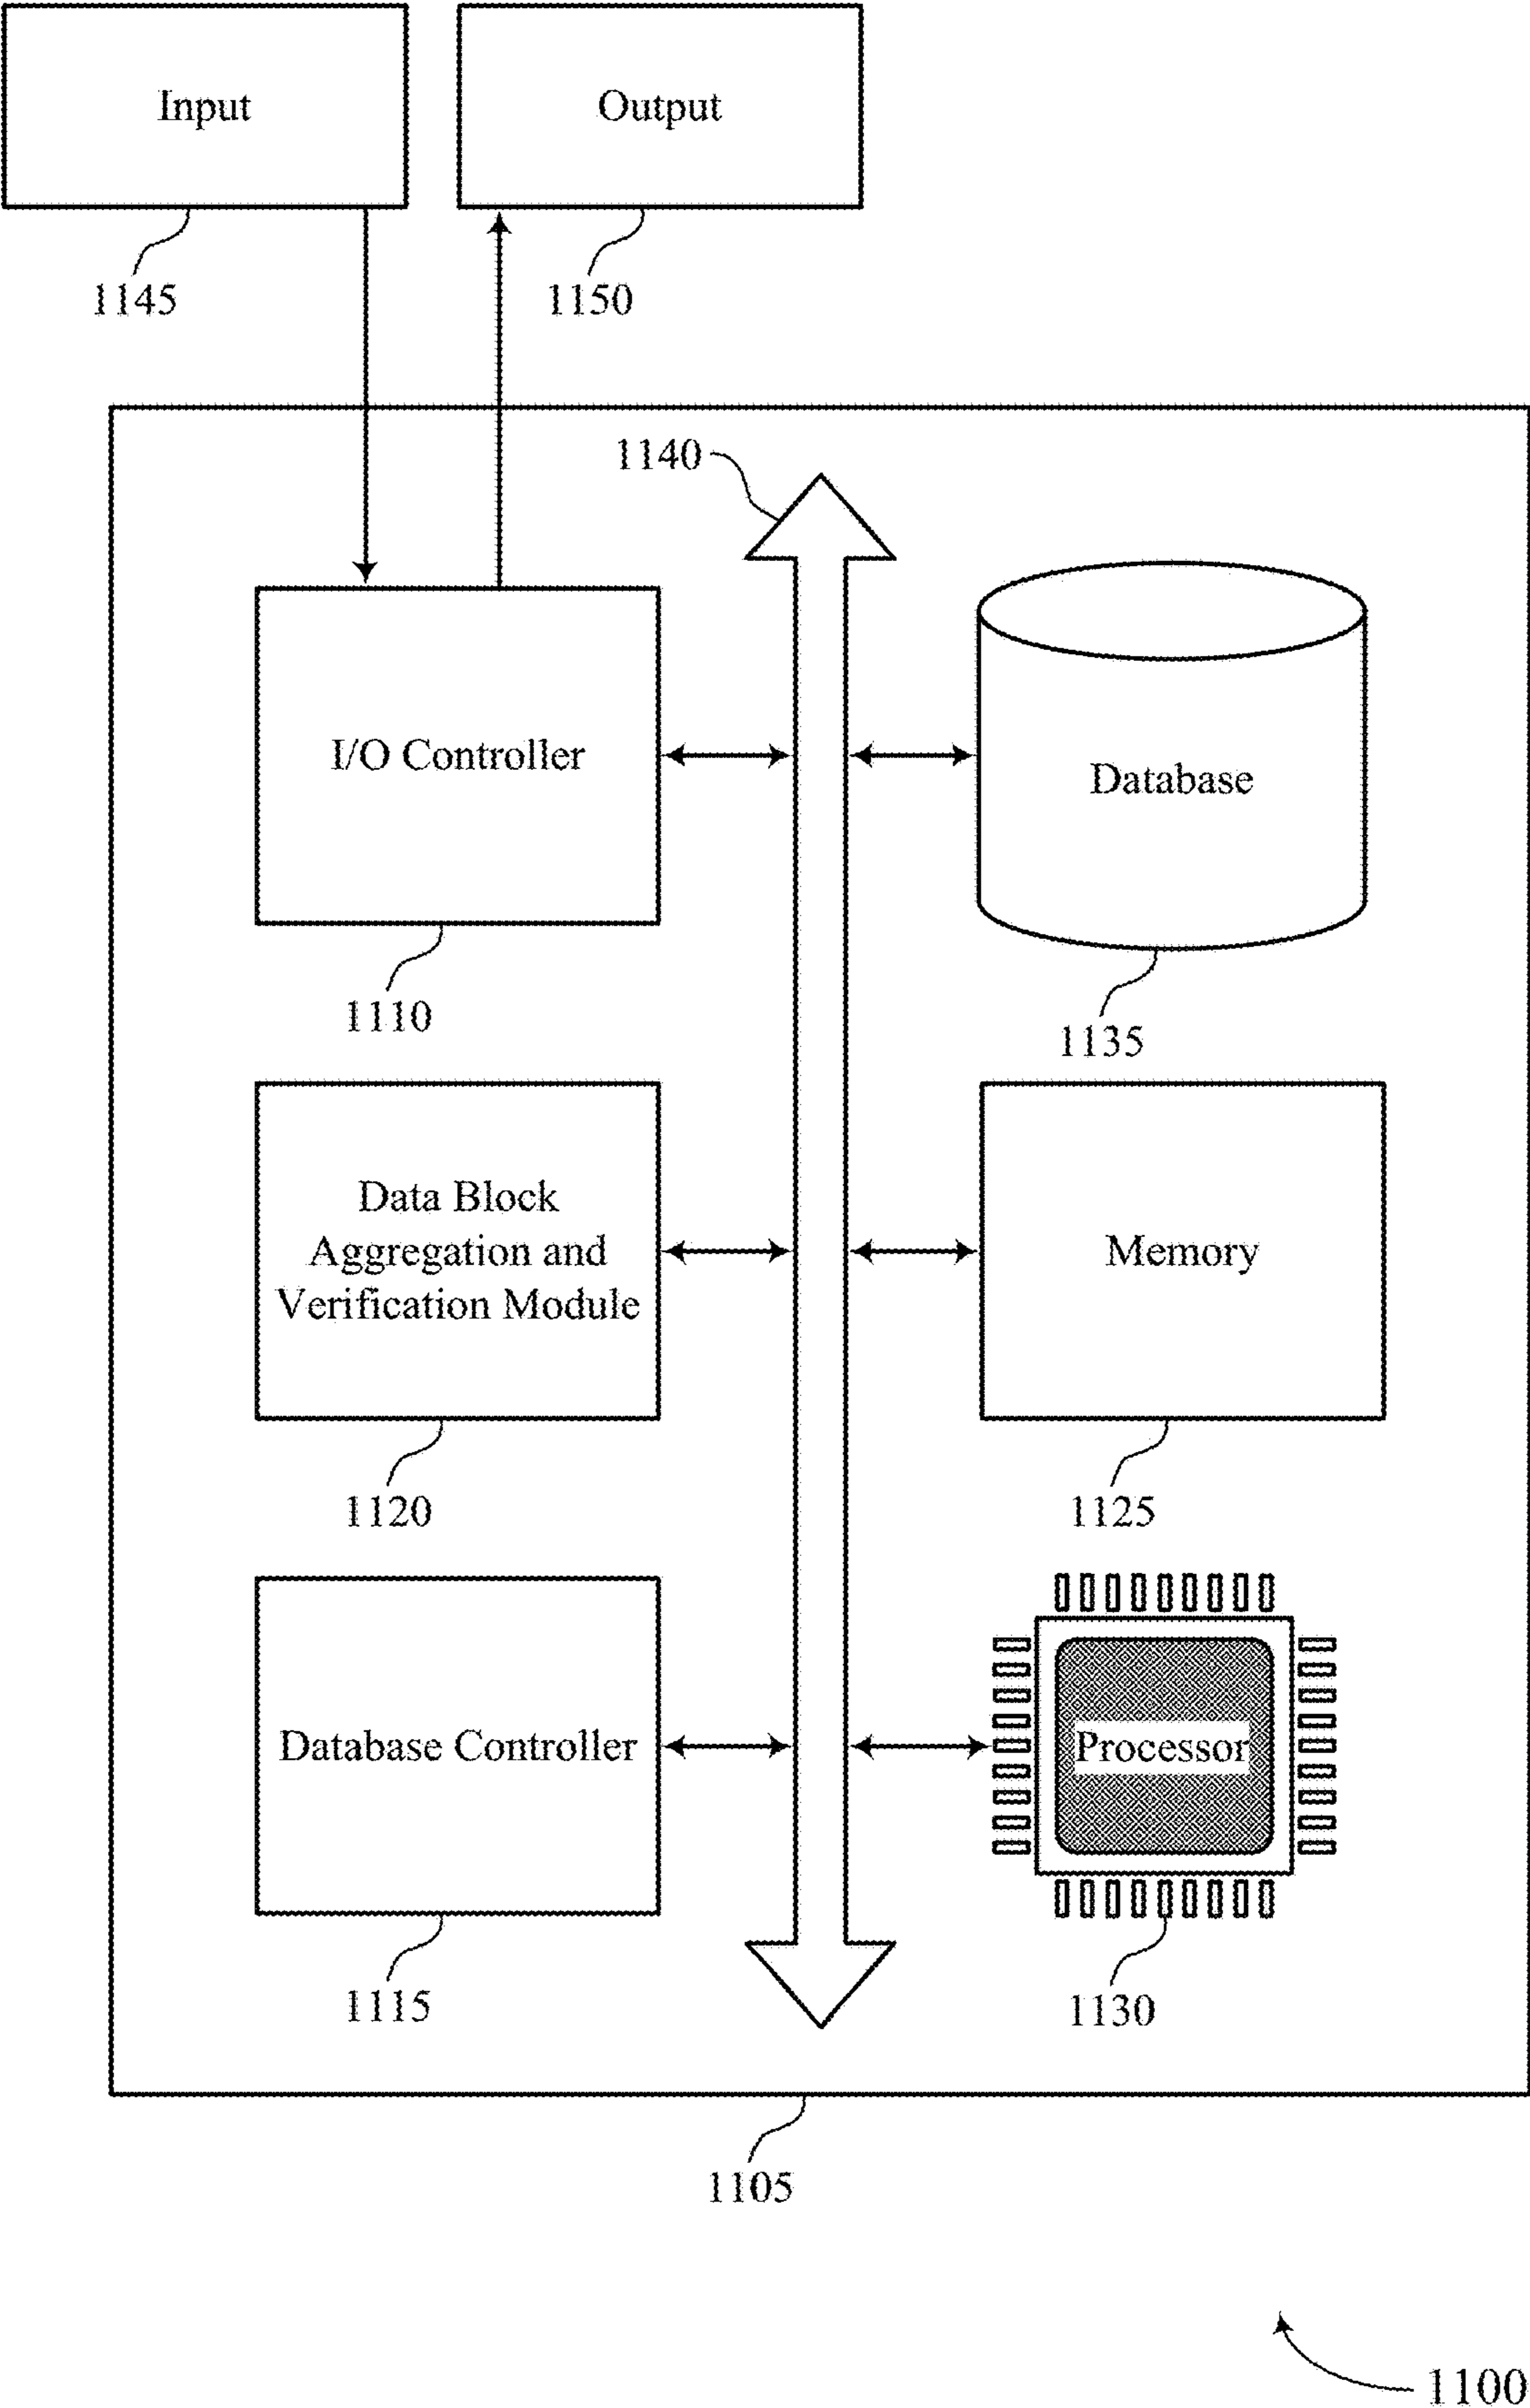 Input
Output
1145
1150
1140
I/O Controller
Database
1110
1135
Data Block
Aggregation and
Verification Module
Memory
1120
1125
Database Controller
Processor
1115
1130
1105
1100